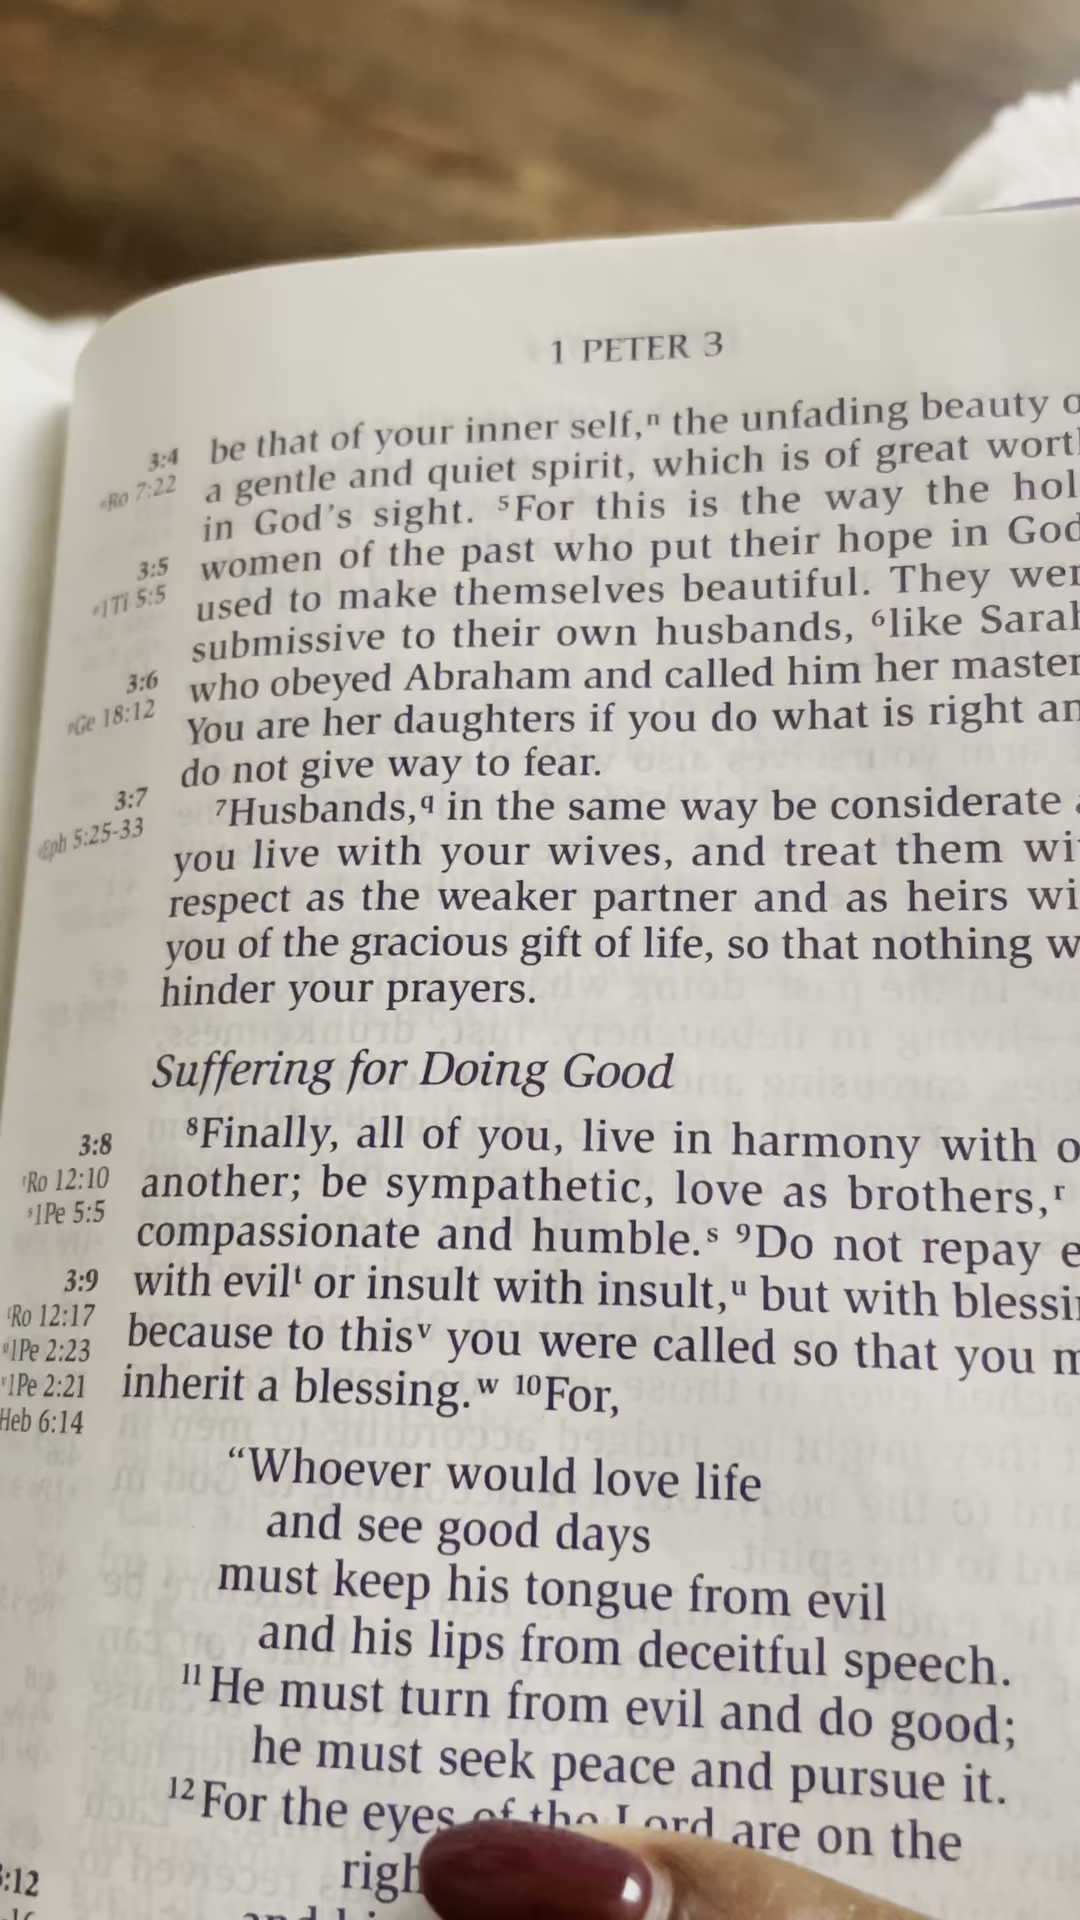 1 PETER 3
3:4
ⁿRo 7:22
3:5
1Ti 5:5
3:6
Ge 18:12
3:7
Eph 5:25-33
3:8
ʳRo 12:10
ˢ1Pe 5:5
3:9
ᵗRo 12:17
ᵘ1Pe 2:23
ᵛ1Pe 2:21
Heb 6:14
3:12
be that of your inner self,ⁿ the unfading beauty
a gentle and quiet spirit, which is of great
in God's sight. ⁵For this is the way the
women of the past who put their hope in God
used to make themselves beautiful. They
submissive to their own husbands, ⁶like
who obeyed Abraham and called him her master
You are her daughters if you do what is right
do not give way to fear.
⁷Husbands,q in the same way be considerate
you live with your wives, and treat them
respect as the weaker partner and as heirs
you of the gracious gift of life, so that nothing
hinder your prayers.
Suffering for Doing Good
⁸Finally, all of you, live in harmony with
another; be sympathetic, love as brothers,ʳ
compassionate and humble.ˢ ⁹Do not repay
with evilᵗ or insult with insult,ᵘ but with
because to thisᵛ you were called so that you
inherit a blessing.ʷ ¹⁰For,
“Whoever would love life
and see good days
must keep his tongue from evil
and his lips from deceitful speech.
¹¹He must turn from evil and do good;
he must seek peace and pursue it.
¹²For the eyes of the Lord are on the